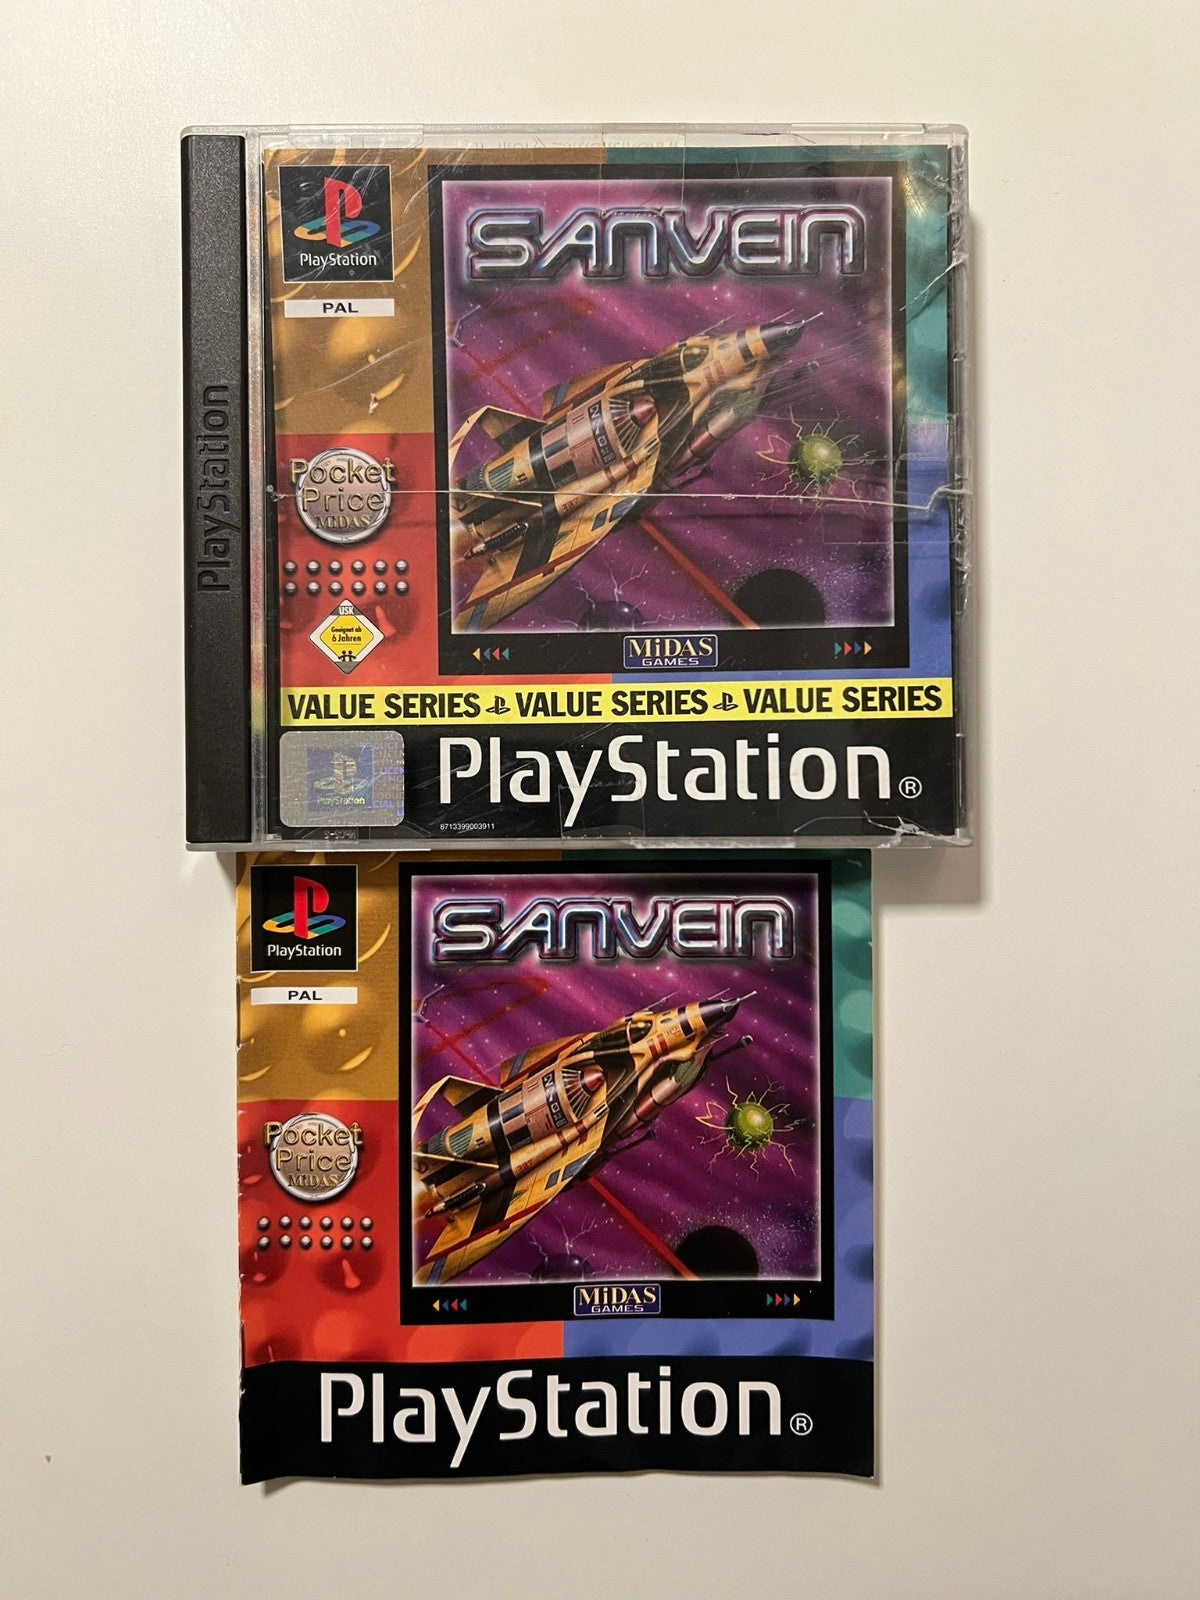 PlayStation
PlayStation
PAL
SANVEIN
Pocket
Price
MiDAS
USK
Geeignet ab
6 Jahren
MiDAS
GAMES
VALUE SERIES VALUE SERIES VALUE SERIES
PlayStation
PlayStation®
8713399003911
PlayStation
PAL
SANVEIN
Pocket
Price
MiDAS
MiDAS
GAMES
PlayStation®